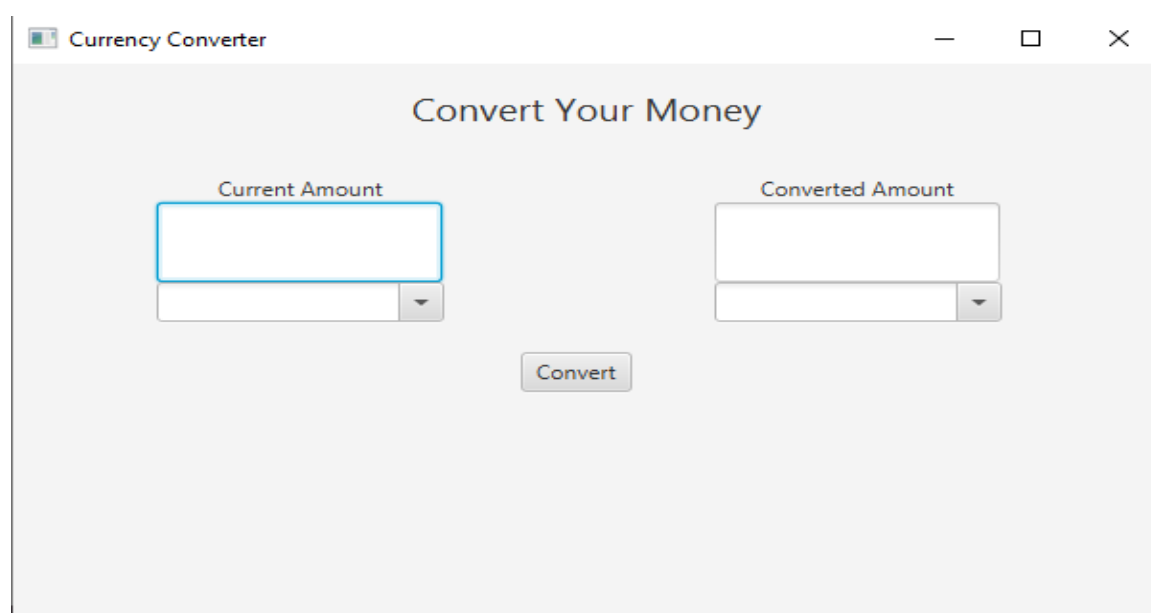 Currency Converter
Convert Your Money
Current Amount
Converted Amount
Convert